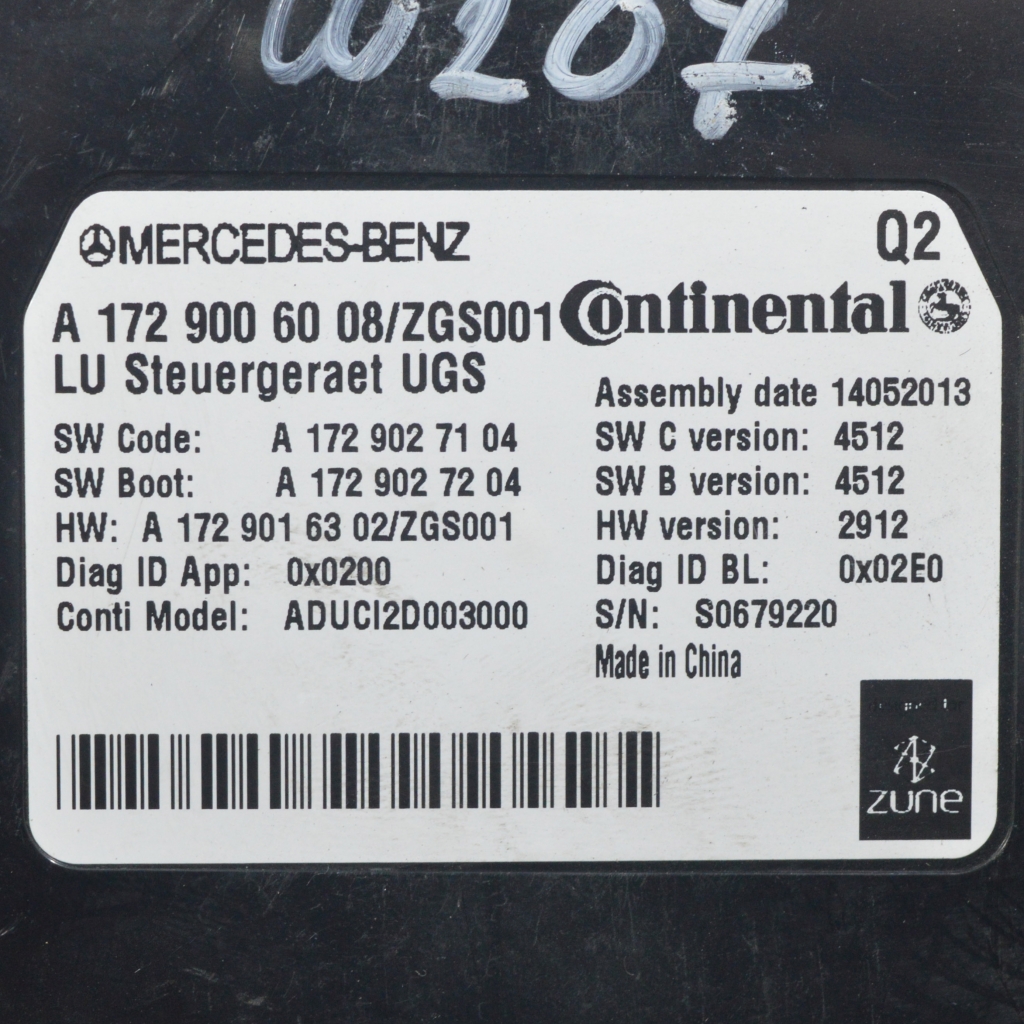 W207
MERCEDES-BENZ
Q2
A 172 900 60 08/ZGS001
Continental
LU Steuergeraet UGS
Assembly date 14052013
SW Code: A 172 902 71 04
SW C version: 4512
SW Boot: A 172 902 72 04
SW B version: 4512
HW: A 172 901 63 02/ZGS001
HW version: 2912
Diag ID App: 0x0200
Diag ID BL: 0x02E0
Conti Model: ADUCI2D003000
S/N: S0679220
Made in China
zune